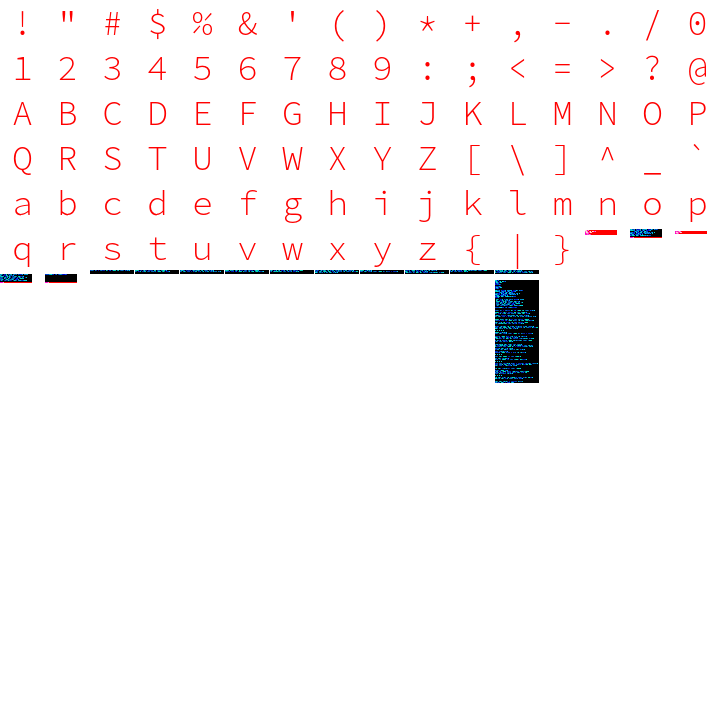 ! " # $ % & ' ( ) * + , - . / 0
1 2 3 4 5 6 7 8 9 : ; < = > ? @
A B C D E F G H I J K L M N O P
Q R S T U V W X Y Z [ \ ] ^ _ `
a b c d e f g h i j k l m n o p
q r s t u v w x y z { | }